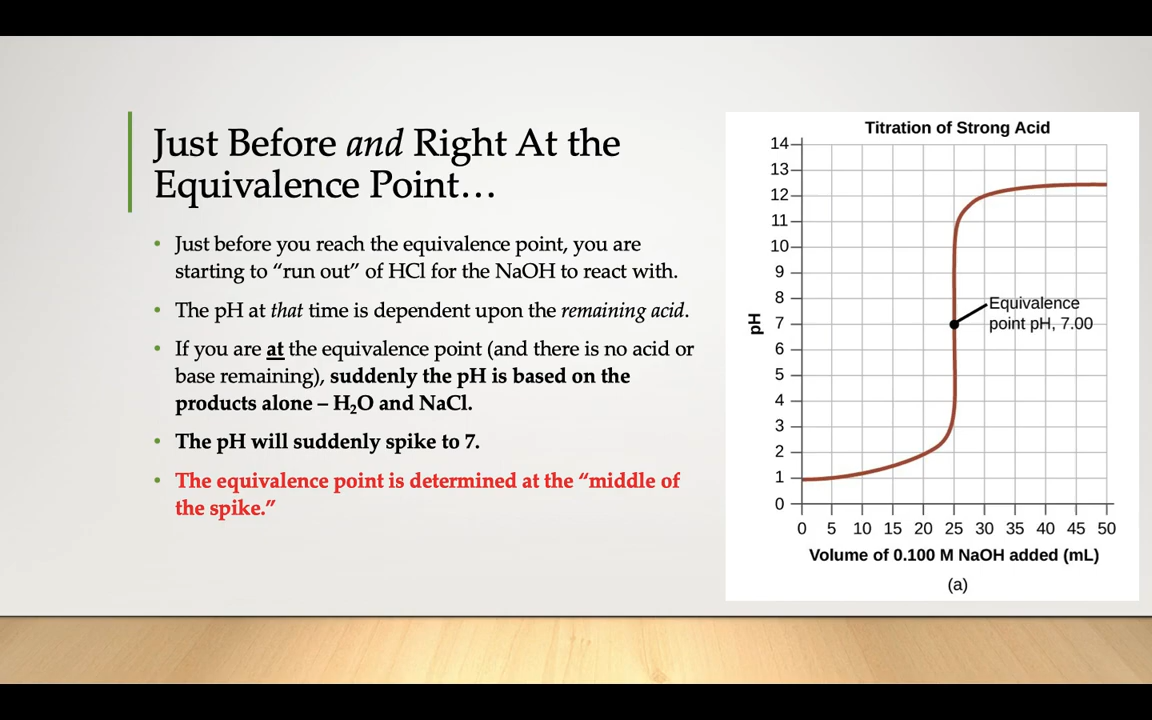 Just Before and Right At the
Equivalence Point…
• Just before you reach the equivalence point, you are
starting to “run out” of HCl for the NaOH to react with.
• The pH at that time is dependent upon the remaining acid.
• If you are at the equivalence point (and there is no acid or
base remaining), suddenly the pH is based on the
products alone – H₂O and NaCl.
• The pH will suddenly spike to 7.
• The equivalence point is determined at the “middle of
the spike.”
Titration of Strong Acid
14
13
12
11
10
9
8
7
6
5
4
3
2
1
0
pH
Equivalence
point pH, 7.00
0 5 10 15 20 25 30 35 40 45 50
Volume of 0.100 M NaOH added (mL)
(a)